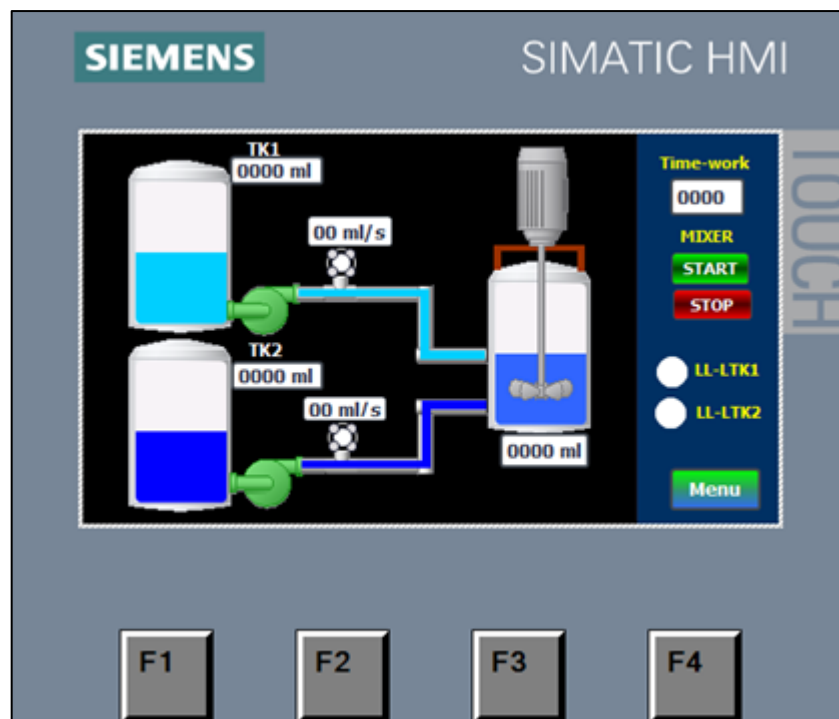 SIEMENS
SIMATIC HMI
TOUCH
TK1
0000 ml
00 ml/s
TK2
0000 ml
00 ml/s
0000 ml
Time-work
0000
MIXER
START
STOP
LL-LTK1
LL-LTK2
Menu
F1
F2
F3
F4